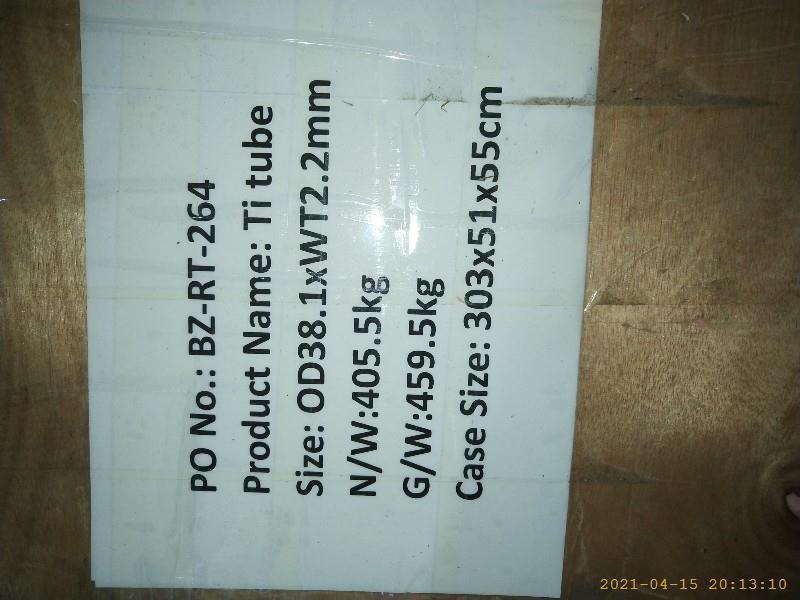 PO No.: BZ-RT-264
Product Name: Ti tube
Size: OD38.1xWT2.2mm
N/W:405.5kg
G/W:459.5kg
Case Size: 303x51x55cm
2021-04-15 20:13:10